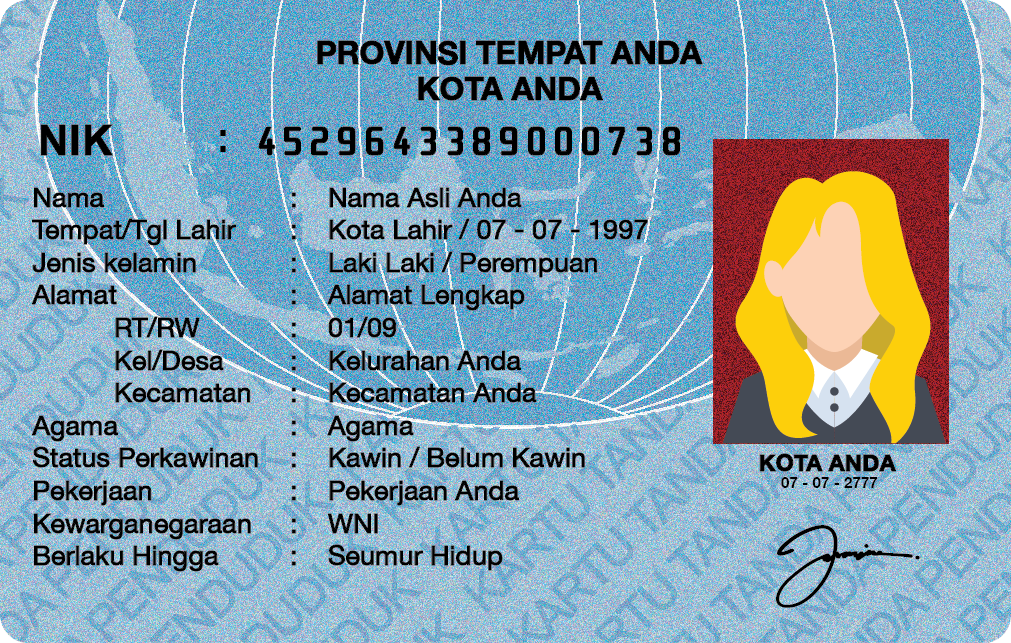 PROVINSI TEMPAT ANDA
KOTA ANDA
NIK : 4529643389000738
Nama : Nama Asli Anda
Tempat/Tgl Lahir : Kota Lahir / 07 - 07 - 1997
Jenis kelamin : Laki Laki / Perempuan
Alamat : Alamat Lengkap
RT/RW : 01/09
Kel/Desa : Kelurahan Anda
Kecamatan : Kecamatan Anda
Agama : Agama
Status Perkawinan : Kawin / Belum Kawin
Pekerjaan : Pekerjaan Anda
Kewarganegaraan : WNI
Berlaku Hingga : Seumur Hidup
KOTA ANDA
07 - 07 - 2777
KARTU TANDA PENDUDUK